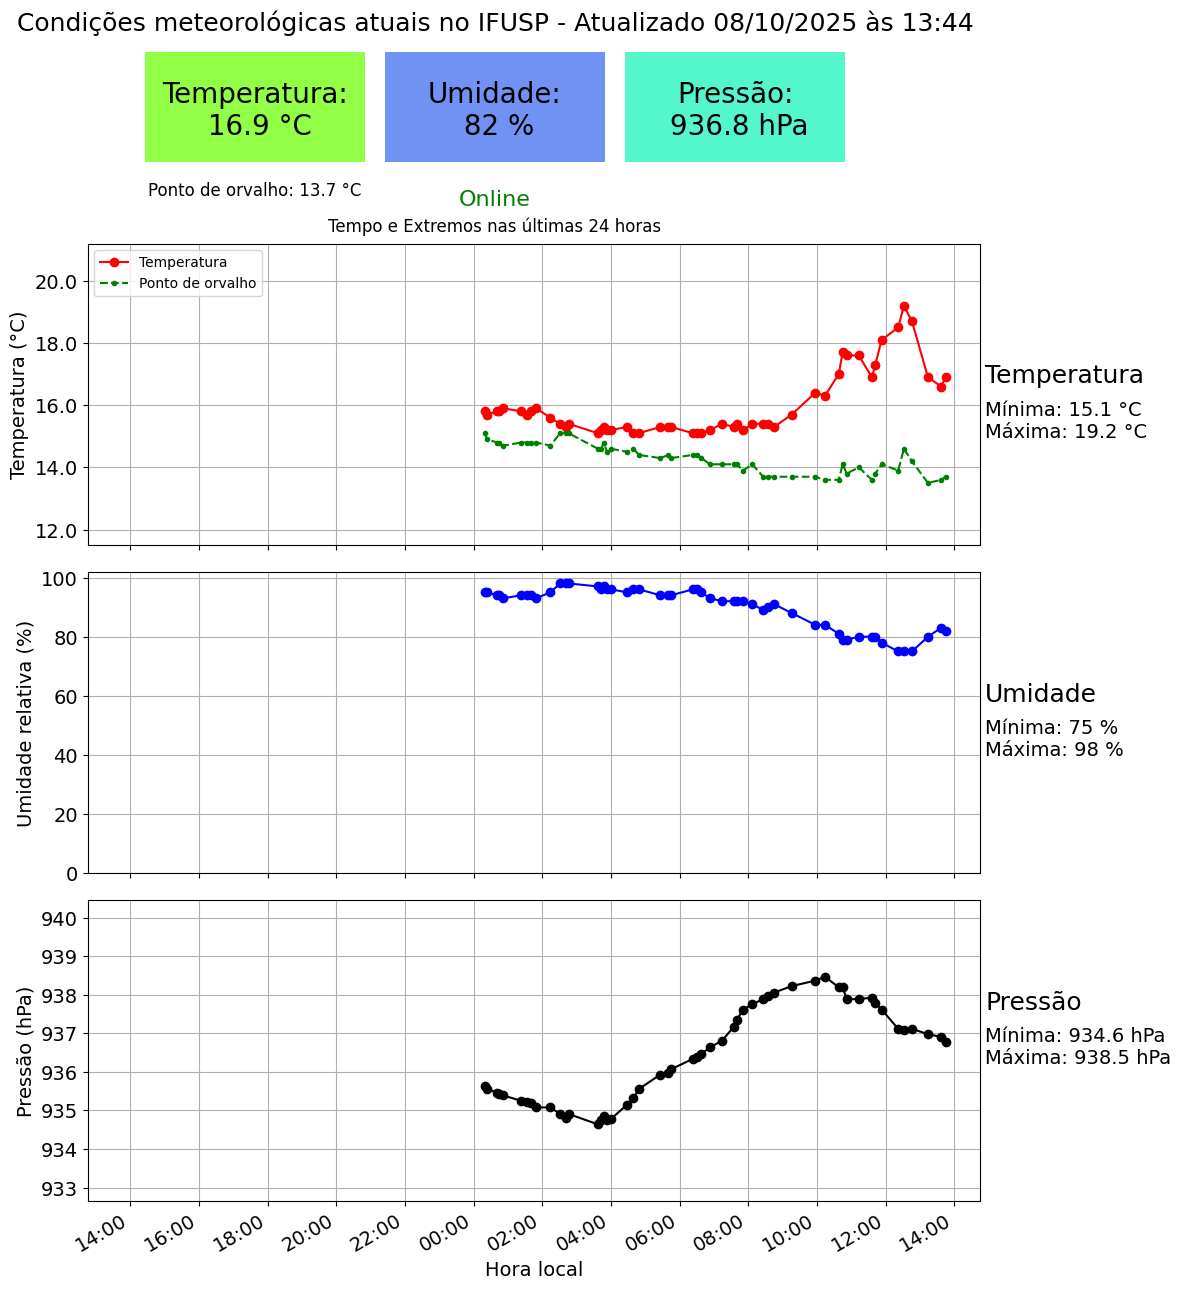 Condições meteorológicas atuais no IFUSP - Atualizado 08/10/2025 às 13:44
Temperatura:
16.9 °C
Umidade:
82 %
Pressão:
936.8 hPa
Ponto de orvalho: 13.7 °C
Online
Tempo e Extremos nas últimas 24 horas
Temperatura
Ponto de orvalho
Temperatura (°C)
20.0
18.0
16.0
14.0
12.0
Temperatura
Mínima: 15.1 °C
Máxima: 19.2 °C
Umidade relativa (%)
100
80
60
40
20
0
Umidade
Mínima: 75 %
Máxima: 98 %
Pressão (hPa)
940
939
938
937
936
935
934
933
Pressão
Mínima: 934.6 hPa
Máxima: 938.5 hPa
14:00
16:00
18:00
20:00
22:00
00:00
02:00
04:00
06:00
08:00
10:00
12:00
14:00
Hora local